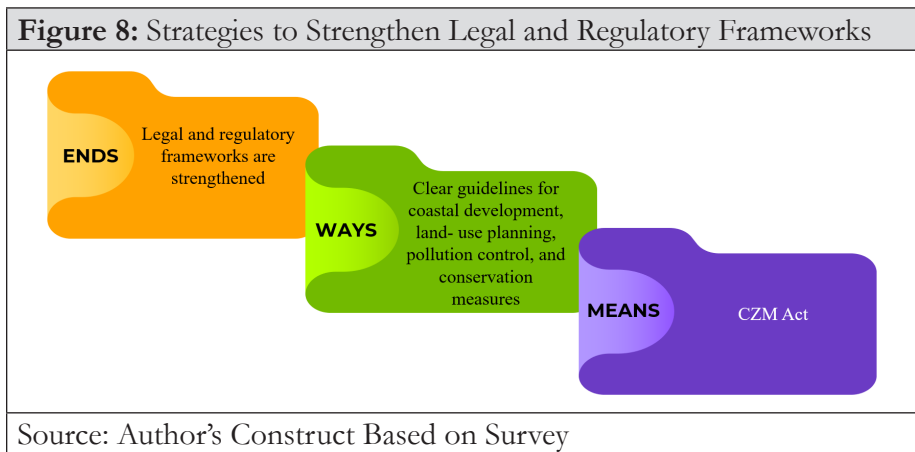 Figure 8: Strategies to Strengthen Legal and Regulatory Frameworks
ENDS
Legal and regulatory
frameworks are
strengthened
WAYS
Clear guidelines for
coastal development,
land- use planning,
pollution control, and
conservation
measures
MEANS
CZM Act
Source: Author’s Construct Based on Survey